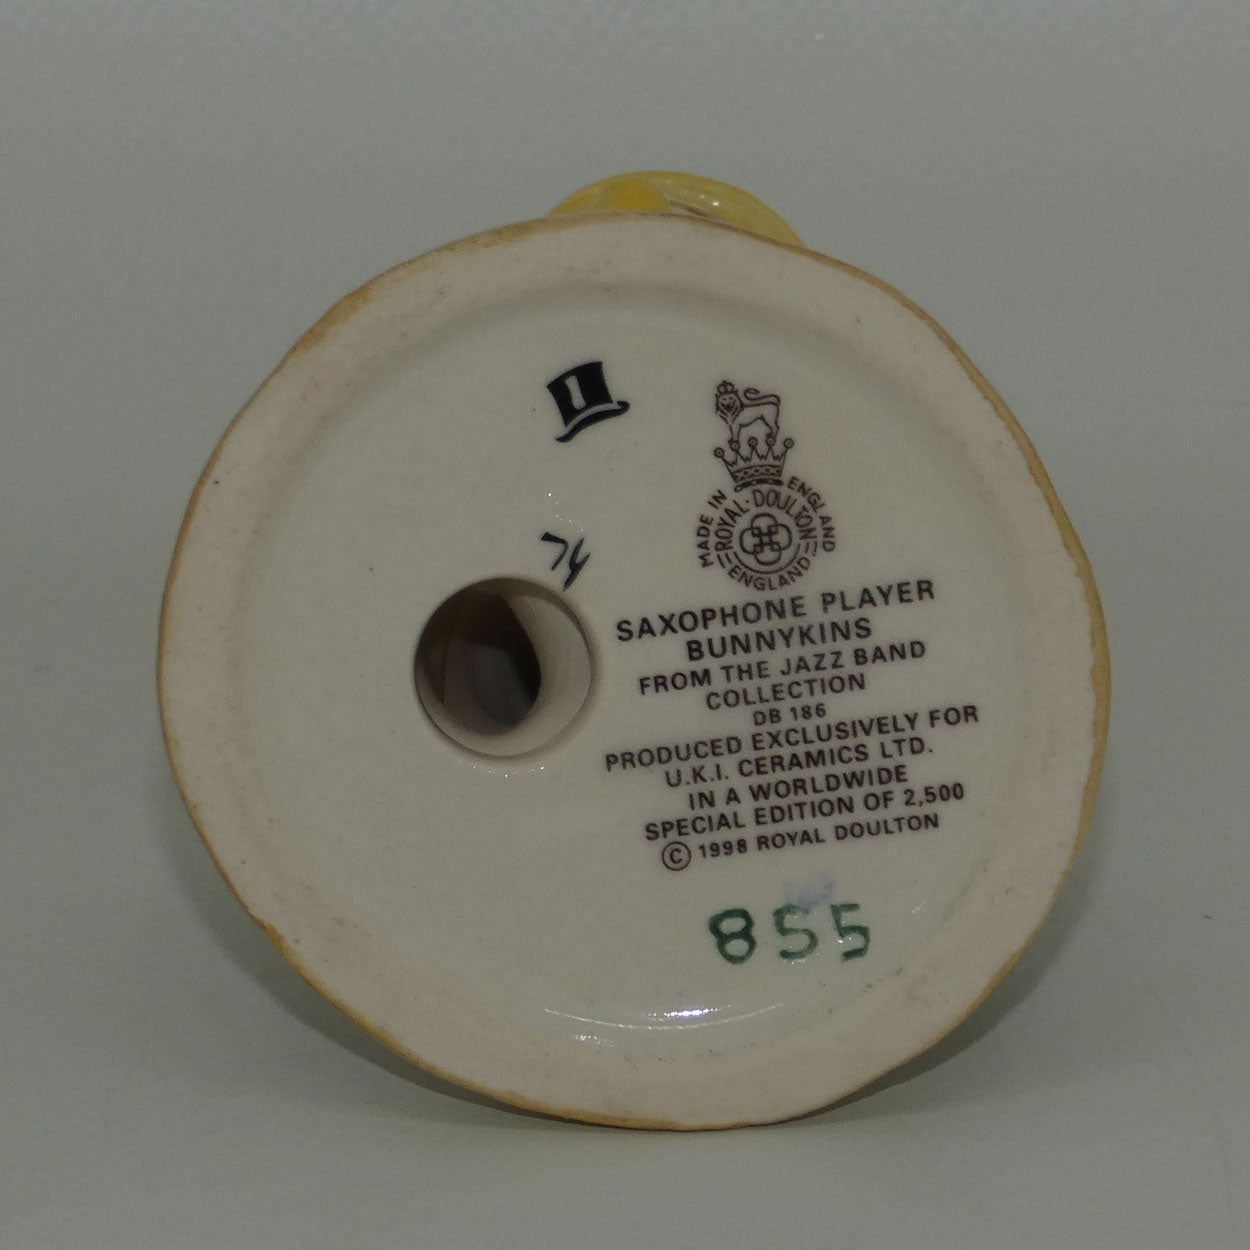 1
MADE IN ENGLAND
ROYAL·DOULTON
ENGLAND
SAXOPHONE PLAYER
BUNNYKINS
FROM THE JAZZ BAND
COLLECTION
DB 186
PRODUCED EXCLUSIVELY FOR
U.K.I. CERAMICS LTD.
IN A WORLDWIDE
SPECIAL EDITION OF 2,500
© 1998 ROYAL DOULTON
855